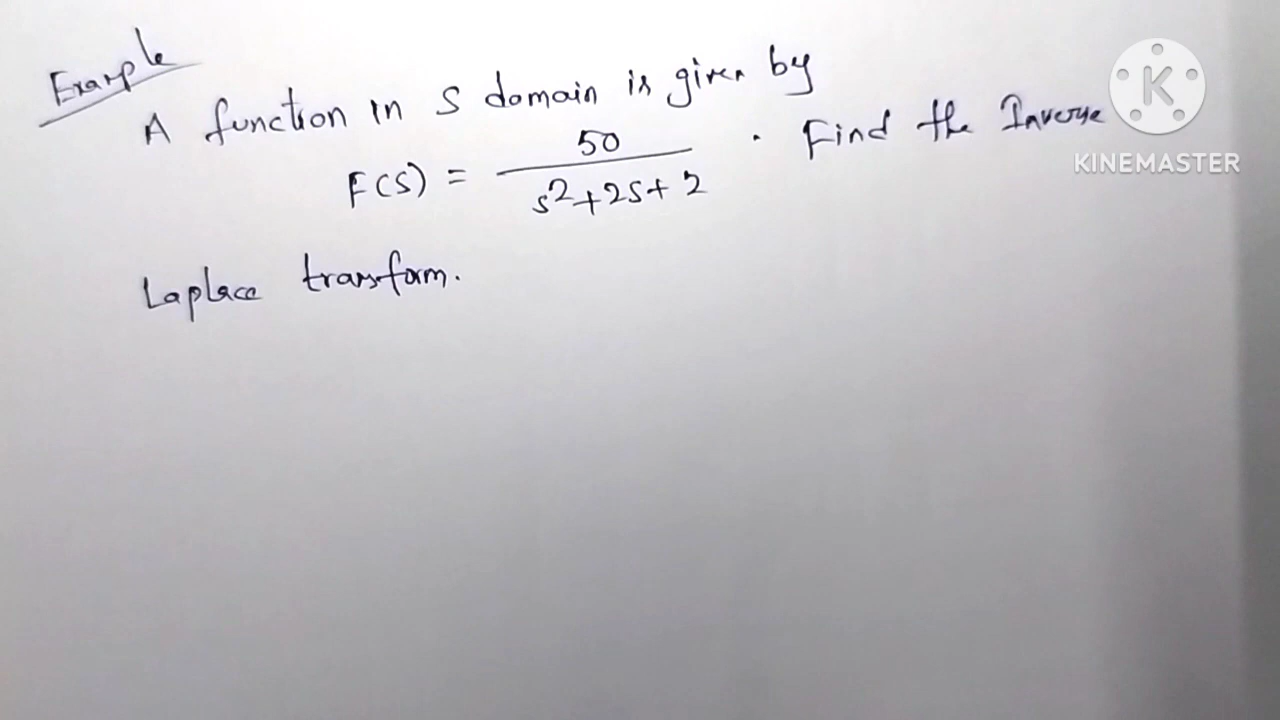 Example
A function in S domain is given by
F(S) = 50 / s²+2S+2 . Find the Inverse
Laplace transform.
K
KINEMASTER